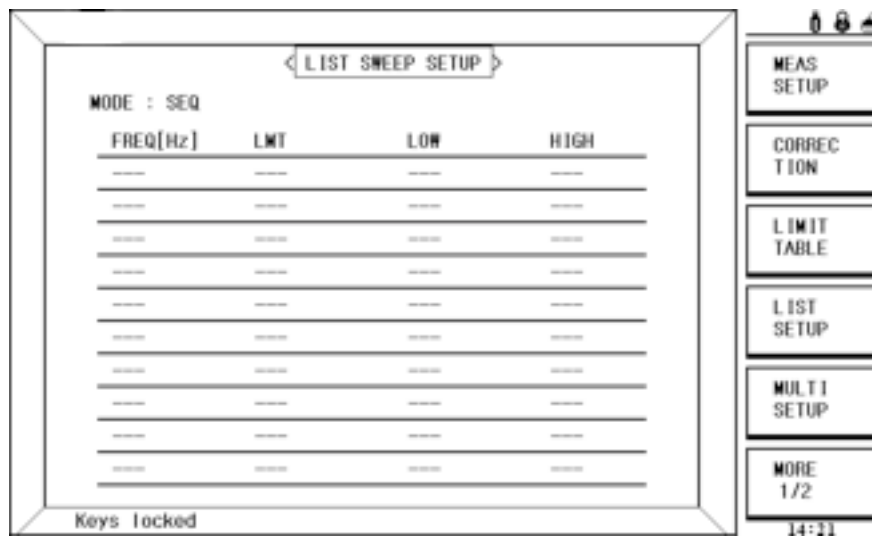 LIST SWEEP SETUP
MODE : SEQ
FREQ[Hz] LMT LOW HIGH
--- --- --- ---
--- --- --- ---
--- --- --- ---
--- --- --- ---
--- --- --- ---
--- --- --- ---
--- --- --- ---
--- --- --- ---
--- --- --- ---
--- --- --- ---
Keys locked
MEAS
SETUP
CORREC
TION
LIMIT
TABLE
LIST
SETUP
MULTI
SETUP
MORE
1/2
14:21